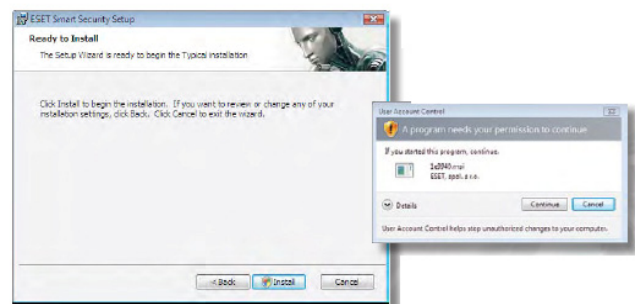 ESET Smart Security Setup
Ready to Install
The Setup Wizard is ready to begin the Typical installation
Click Install to begin the installation. If you want to review or change any of your
installation settings, click Back. Click Cancel to exit the wizard.
< Back
Install
Cancel
User Account Control
A program needs your permission to continue
If you started this program, continue.
ESET, spol. s r.o.
Details
Continue
Cancel
User Account Control helps stop unauthorized changes to your computer.